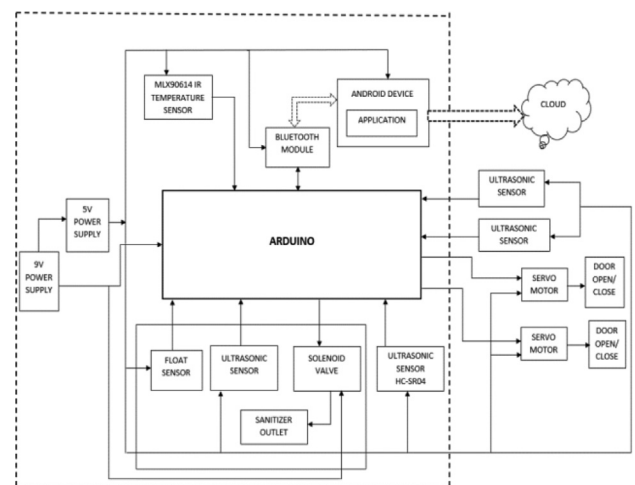 MLX90614 IR
TEMPERATURE
SENSOR
ANDROID DEVICE
APPLICATION
CLOUD
BLUETOOTH
MODULE
ULTRASONIC
SENSOR
5V
POWER
SUPPLY
ULTRASONIC
SENSOR
ARDUINO
9V
POWER
SUPPLY
SERVO
MOTOR
DOOR
OPEN/
CLOSE
SERVO
MOTOR
DOOR
OPEN/
CLOSE
FLOAT
SENSOR
ULTRASONIC
SENSOR
SOLENOID
VALVE
ULTRASONIC
SENSOR
HC-SR04
SANITIZER
OUTLET